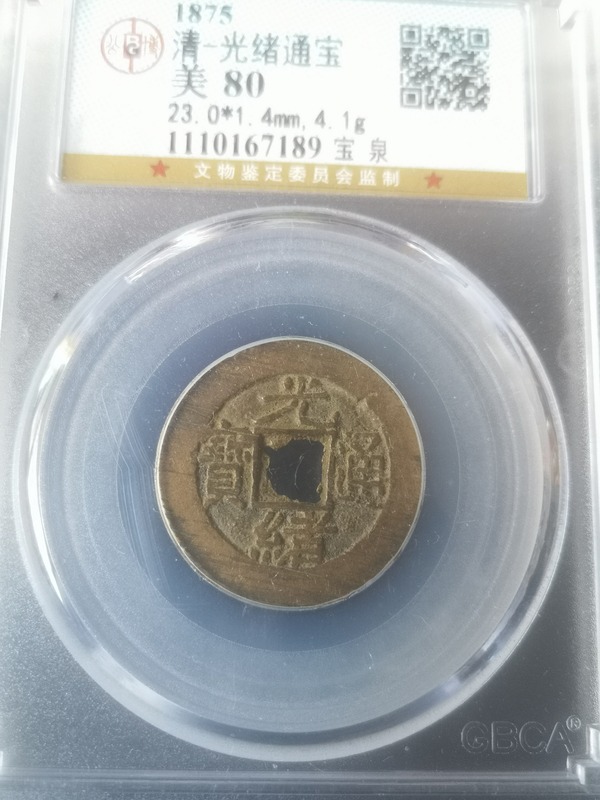 1875
清-光绪通宝
美 80
23.0*1.4mm,4.1g
1110167189 宝 泉
★ 文物鉴定委员会监制 ★
光
寶
緒
GBCA®